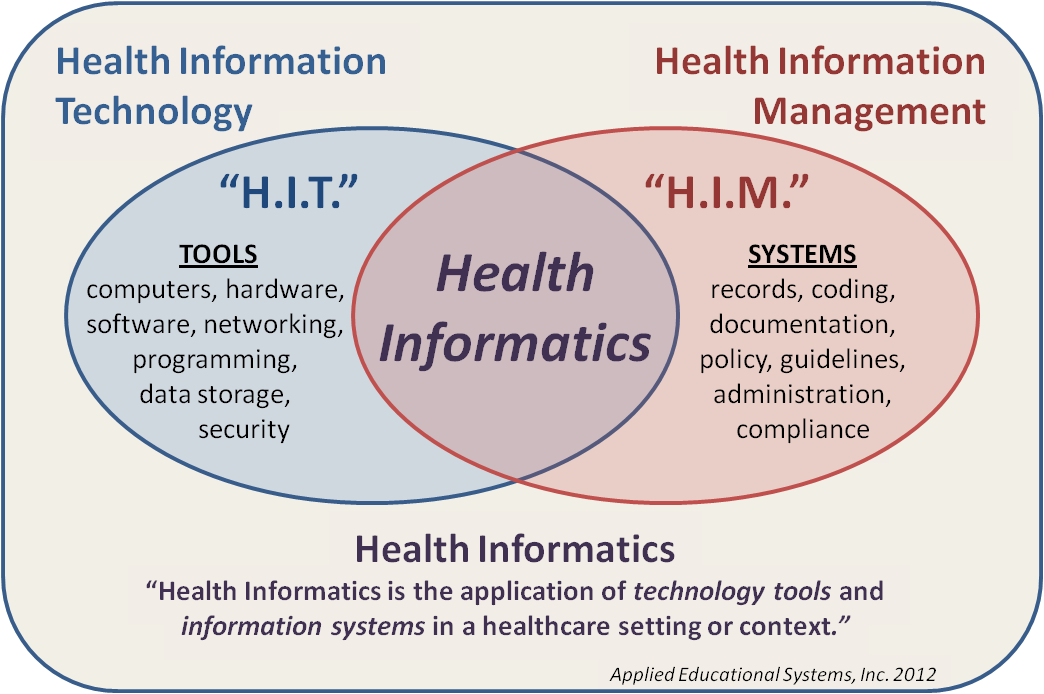 Health Information
Technology
Health Information
Management
“H.I.T.”
TOOLS
computers, hardware,
software, networking,
programming,
data storage,
security
Health
Informatics
“H.I.M.”
SYSTEMS
records, coding,
documentation,
policy, guidelines,
administration,
compliance
Health Informatics
“Health Informatics is the application of technology tools and
information systems in a healthcare setting or context.”
Applied Educational Systems, Inc. 2012